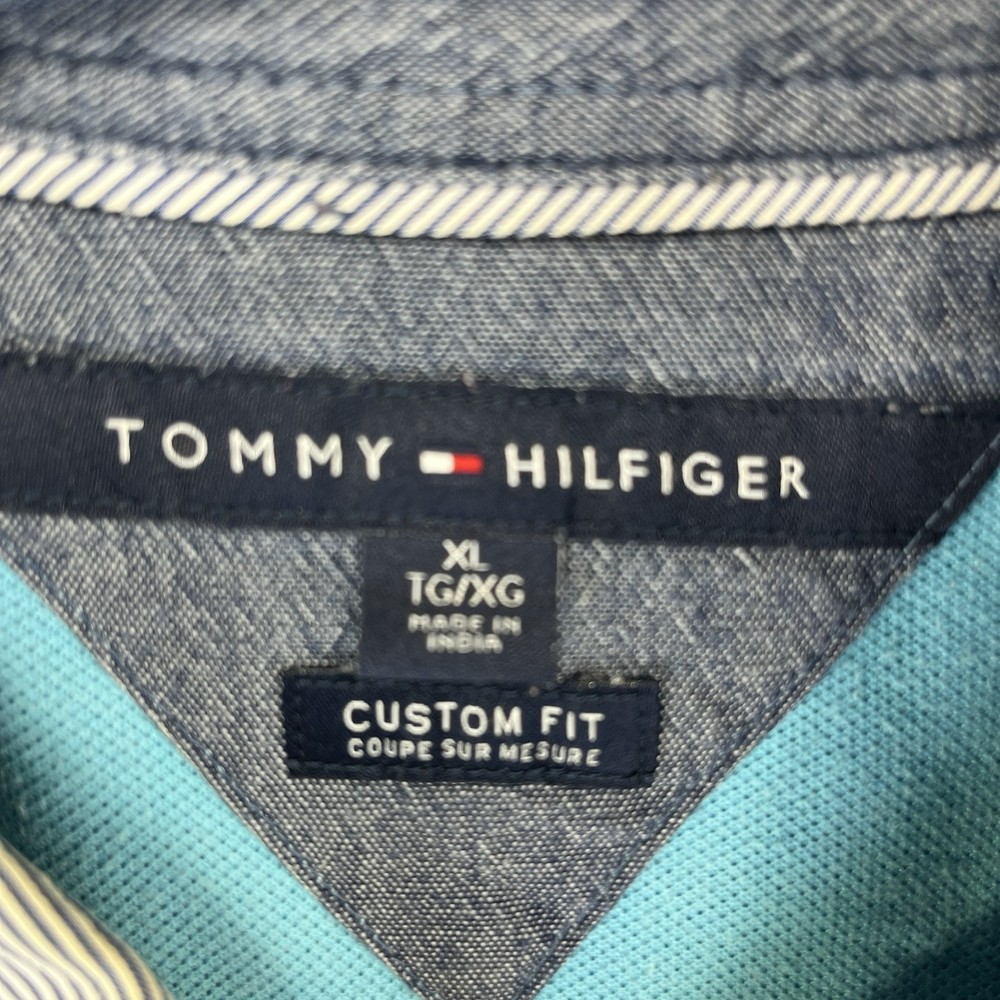 TOMMY HILFIGER
XL
TG/XG
MADE IN
INDIA
CUSTOM FIT
COUPE SUR MESURE